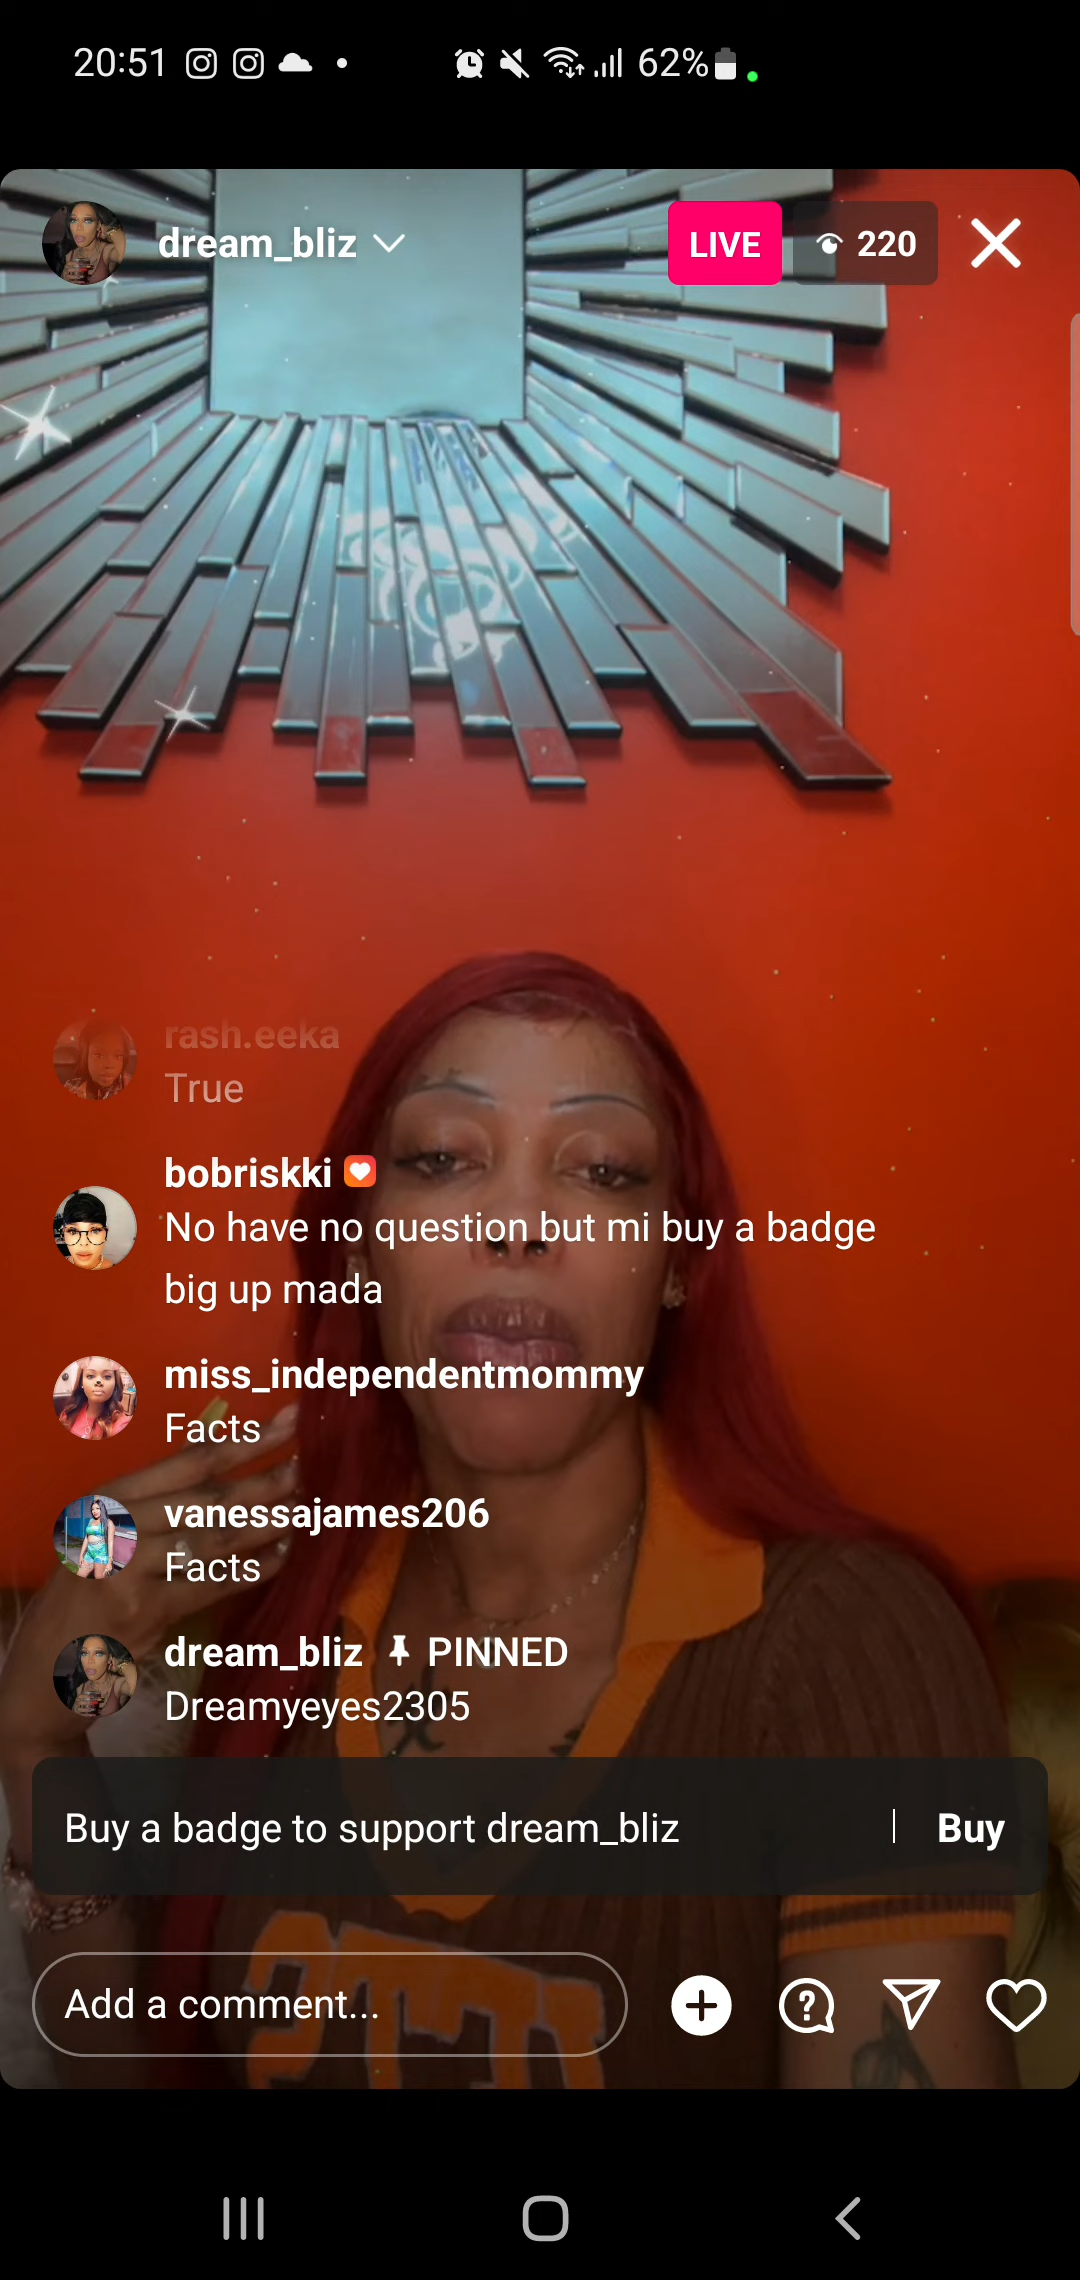 20:51 62%
dream_bliz LIVE 220
rash.eeka
True
bobriskki
No have no question but mi buy a badge
big up mada
miss_independentmommy
Facts
vanessajames206
Facts
dream_bliz PINNED
Dreamyeyes2305
Buy a badge to support dream_bliz | Buy
Add a comment...